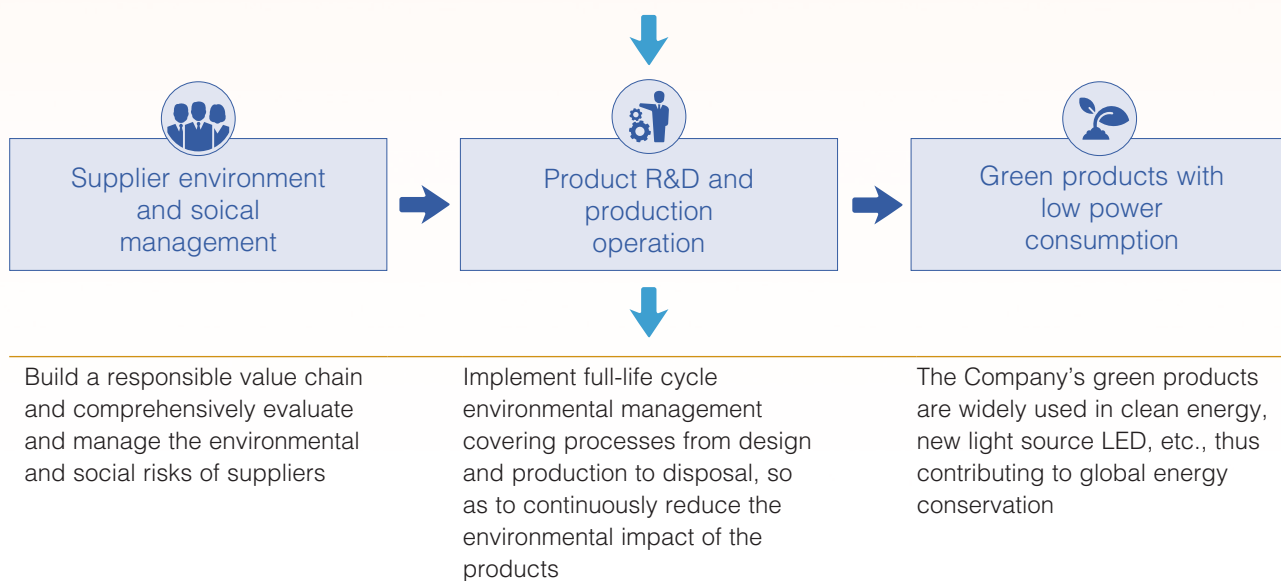 Supplier environment
and soical
management
Product R&D and
production
operation
Green products with
low power
consumption
Build a responsible value chain
and comprehensively evaluate
and manage the environmental
and social risks of suppliers
Implement full-life cycle
environmental management
covering processes from design
and production to disposal, so
as to continuously reduce the
environmental impact of the
products
The Company's green products
are widely used in clean energy,
new light source LED, etc., thus
contributing to global energy
conservation